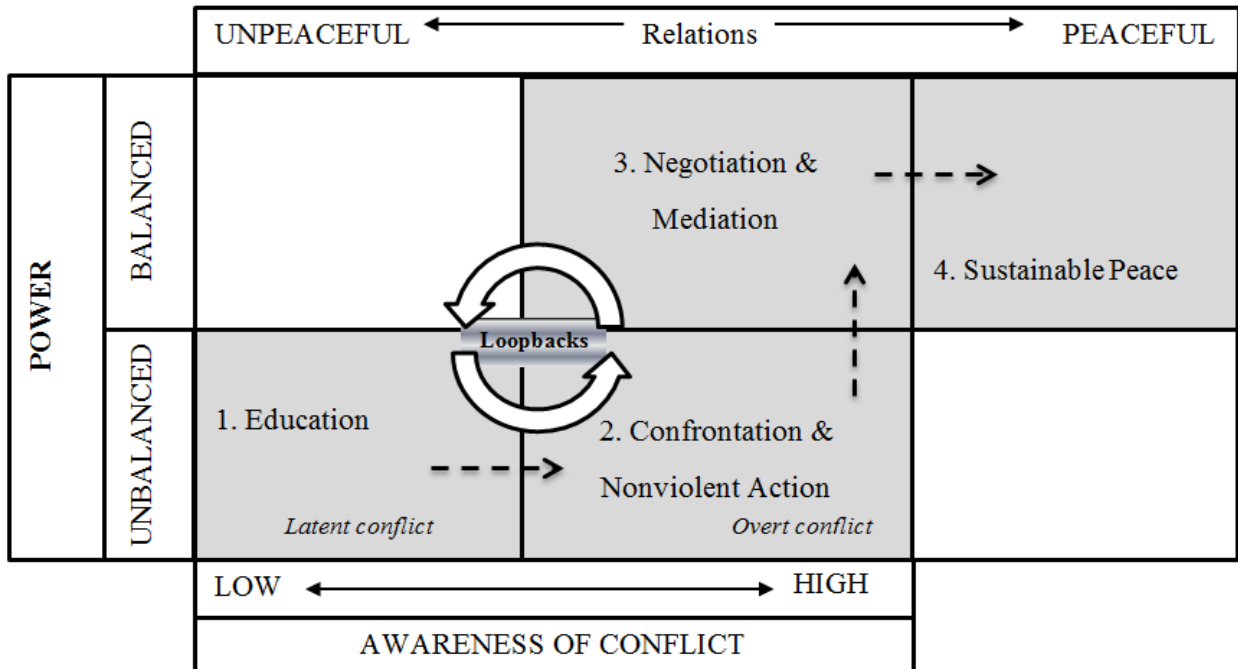 UNPEACEFUL Relations PEACEFUL
POWER
BALANCED
UNBALANCED
3. Negotiation &
Mediation
4. Sustainable Peace
Loopbacks
1. Education
2. Confrontation &
Nonviolent Action
Latent conflict
Overt conflict
LOW HIGH
AWARENESS OF CONFLICT